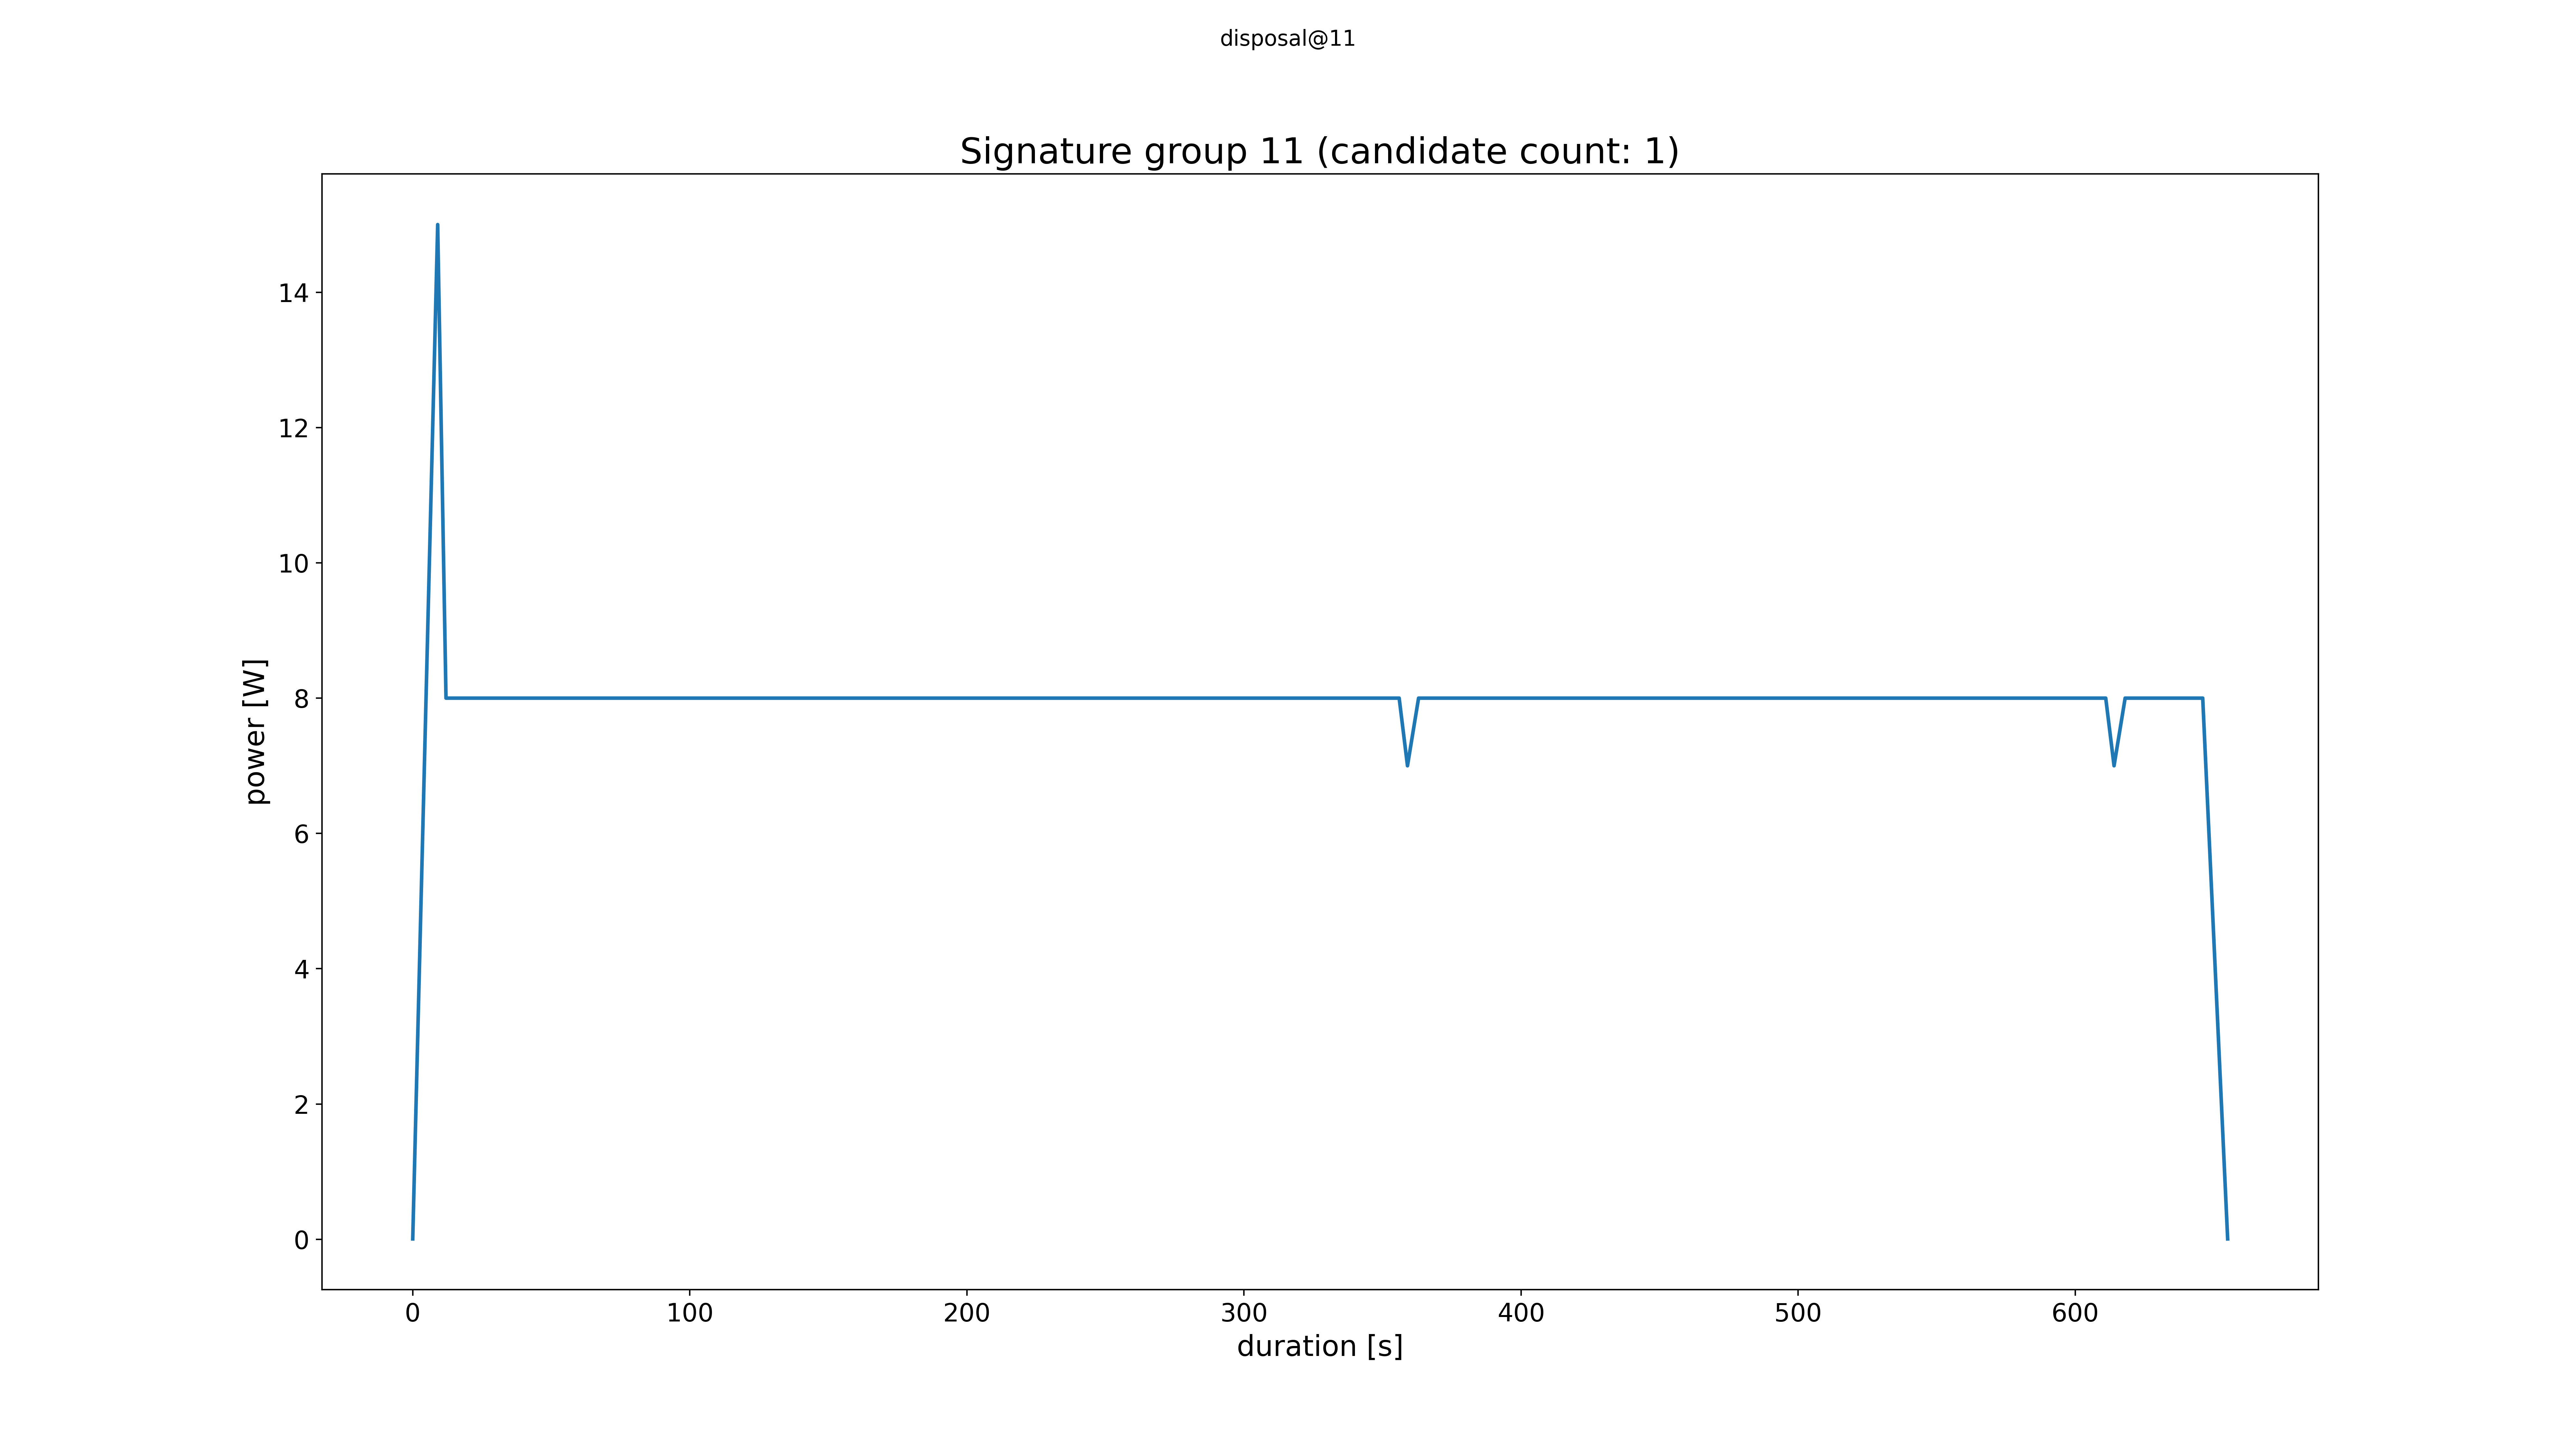 disposal@11
Signature group 11 (candidate count: 1)
14
12
10
8
6
4
2
0
power [W]
0 100 200 300 400 500 600
duration [s]